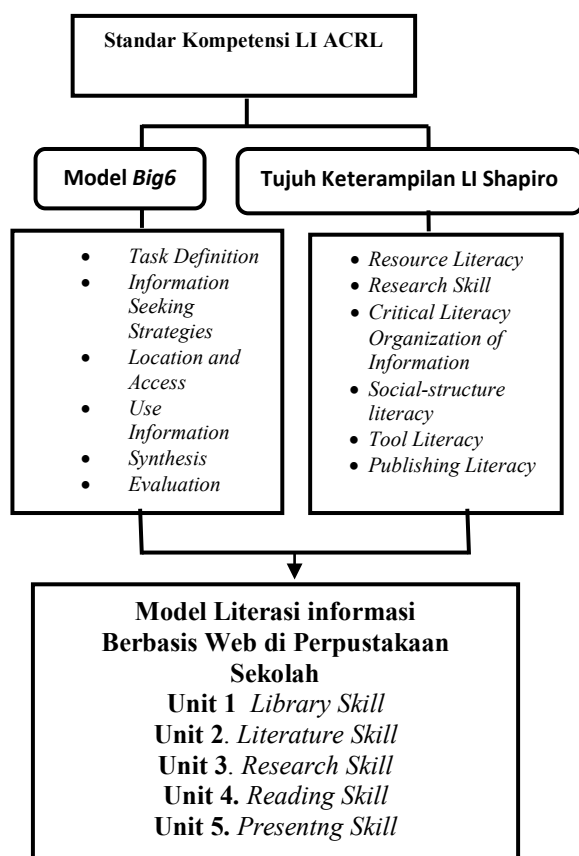 Standar Kompetensi LI ACRL
Model Big6
Tujuh Keterampilan LI Shapiro
• Task Definition
• Information
Seeking
Strategies
• Location and
Access
• Use
Information
• Synthesis
• Evaluation
• Resource Literacy
• Research Skill
• Critical Literacy
Organization of
Information
• Social-structure
literacy
• Tool Literacy
• Publishing Literacy
Model Literasi informasi
Berbasis Web di Perpustakaan
Sekolah
Unit 1 Library Skill
Unit 2. Literature Skill
Unit 3. Research Skill
Unit 4. Reading Skill
Unit 5. Presentng Skill